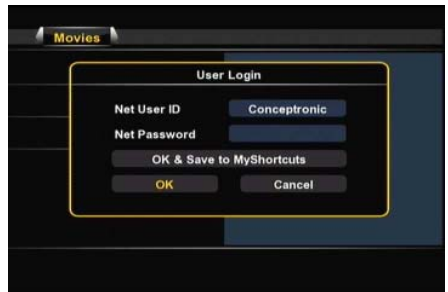 Movies
User Login
Net User ID Conceptronic
Net Password
OK & Save to MyShortcuts
OK Cancel